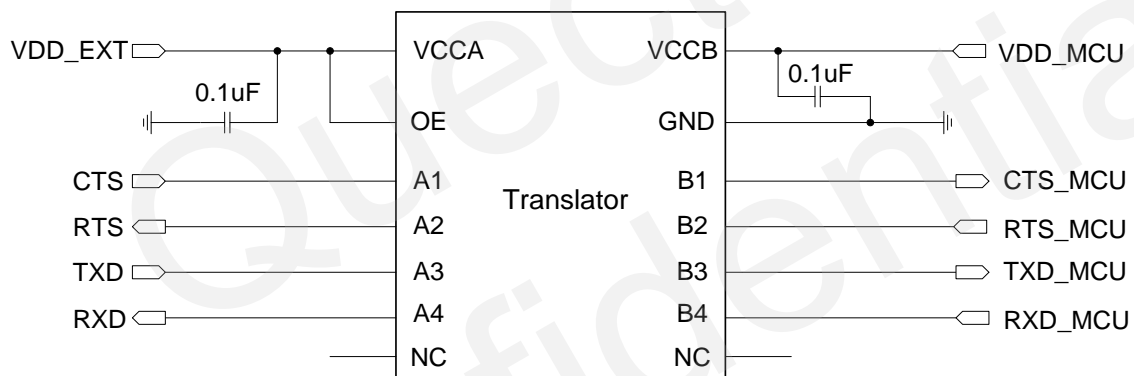 VDD_EXT VCCA VCCB VDD_MCU
0.1uF 0.1uF
OE GND
CTS A1 B1 CTS_MCU
Translator
RTS A2 B2 RTS_MCU
TXD A3 B3 TXD_MCU
RXD A4 B4 RXD_MCU
NC NC